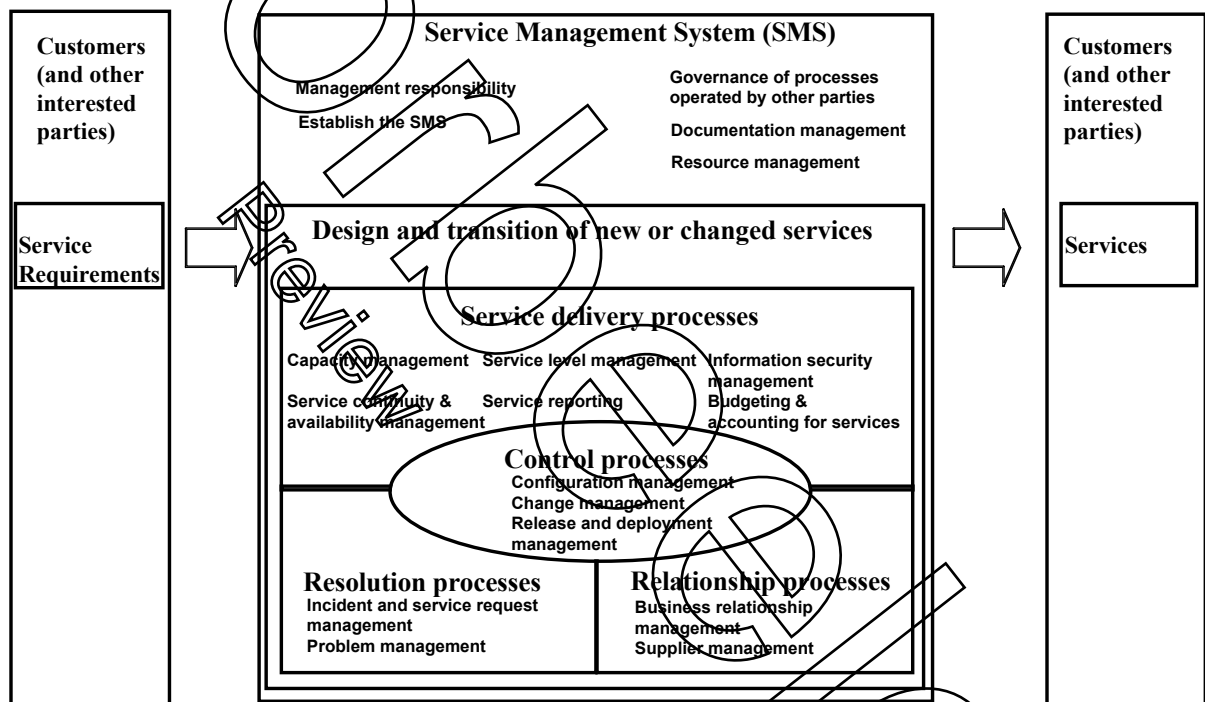 Customers
(and other
interested
parties)
Service
Requirements
Service Management System (SMS)
Management responsibility
Establish the SMS
Governance of processes
operated by other parties
Documentation management
Resource management
Design and transition of new or changed services
Service delivery processes
Capacity management
Service level management
Information security
management
Service continuity &
availability management
Service reporting
Budgeting &
accounting for services
Control processes
Configuration management
Change management
Release and deployment
management
Resolution processes
Incident and service request
management
Problem management
Relationship processes
Business relationship
management
Supplier management
Customers
(and other
interested
parties)
Services
Preview